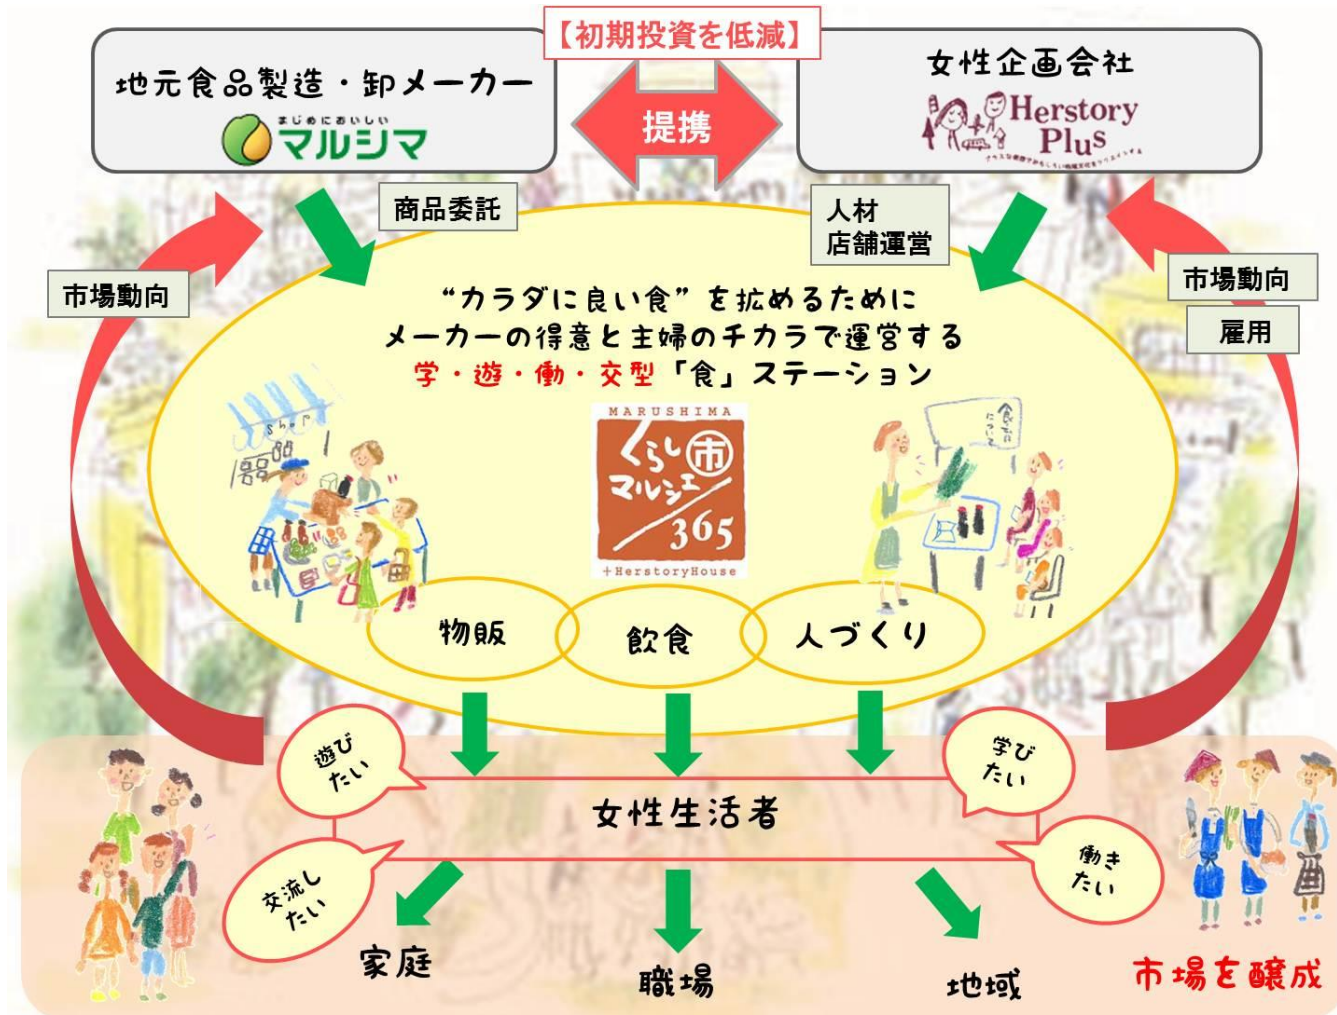 【初期投資を低減】
地元食品製造・卸メーカー
まじめにおいしい
マルシマ
提携
女性企画会社
Herstory
Plus
商品委託
人材
店舗運営
市場動向
市場動向
雇用
“カラダに良い食”を拡めるために
メーカーの得意と主婦のチカラで運営する
学・遊・働・交型「食」ステーション
shop
MARUSHIMA
くらし市
マルシェ
365
+HerstoryHouse
物販
飲食
人づくり
遊び
たい
学び
たい
女性生活者
交流し
たい
働き
たい
家庭
職場
地域
市場を醸成